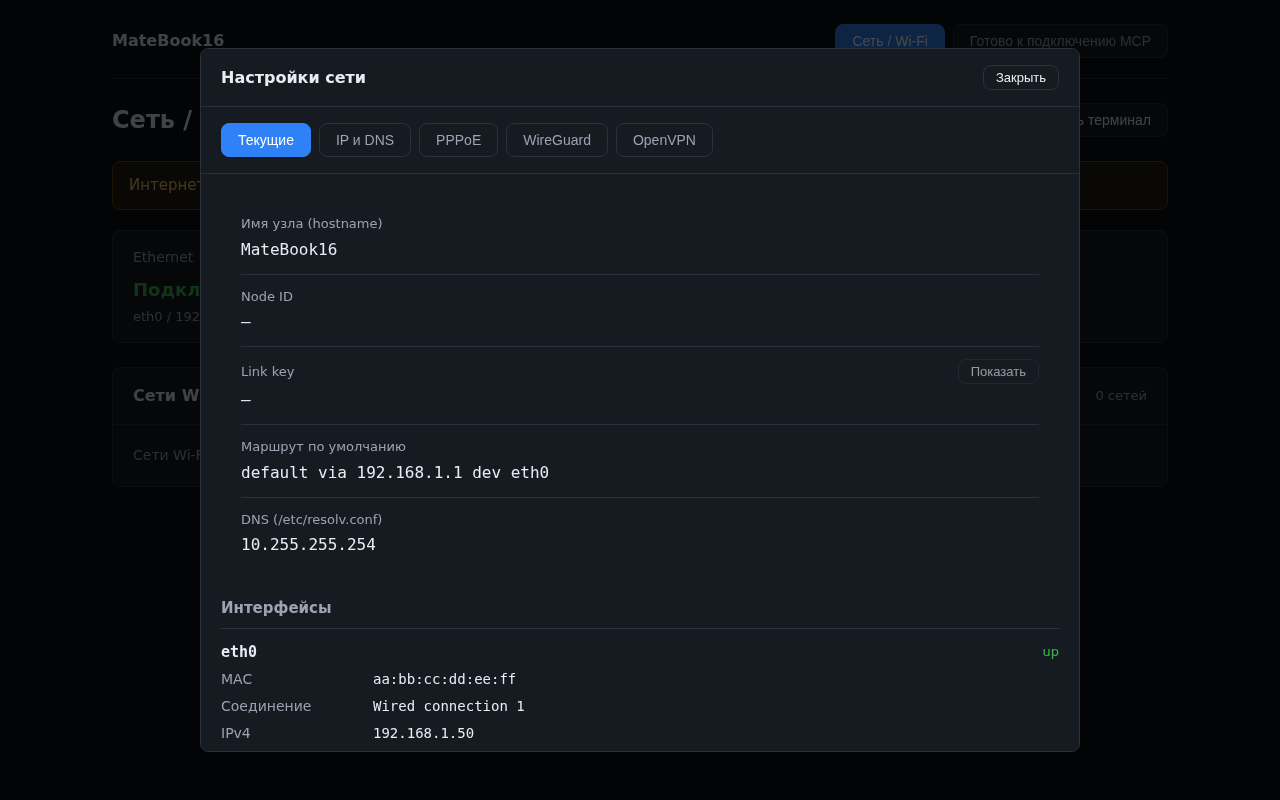 MateBook16
Сеть / Wi-Fi
Готово к подключению MCP
Настройки сети
Закрыть
Сеть /
терминал
Текущие
IP и DNS
PPPoE
WireGuard
OpenVPN
Интернет
Имя узла (hostname)
MateBook16
Ethernet
Node ID
—
eth0 / 192
Link key
Показать
—
Сети W
0 сетей
Маршрут по умолчанию
default via 192.168.1.1 dev eth0
Сети Wi-F
DNS (/etc/resolv.conf)
10.255.255.254
Интерфейсы
eth0
up
MAC
aa:bb:cc:dd:ee:ff
Соединение
Wired connection 1
IPv4
192.168.1.50